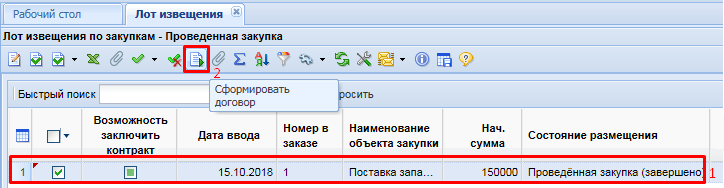 Рабочий стол Лот извещения
Лот извещения по закупкам - Проведенная закупка
2
Сформировать
договор
Быстрый поиск
Возможность
заключить
контракт
Дата ввода
Номер в
заказе
Наименование
объекта закупки
Нач.
сумма
Состояние размещения
1 15.10.2018 1 Поставка запа... 150000 Проведённая закупка (завершено) 1